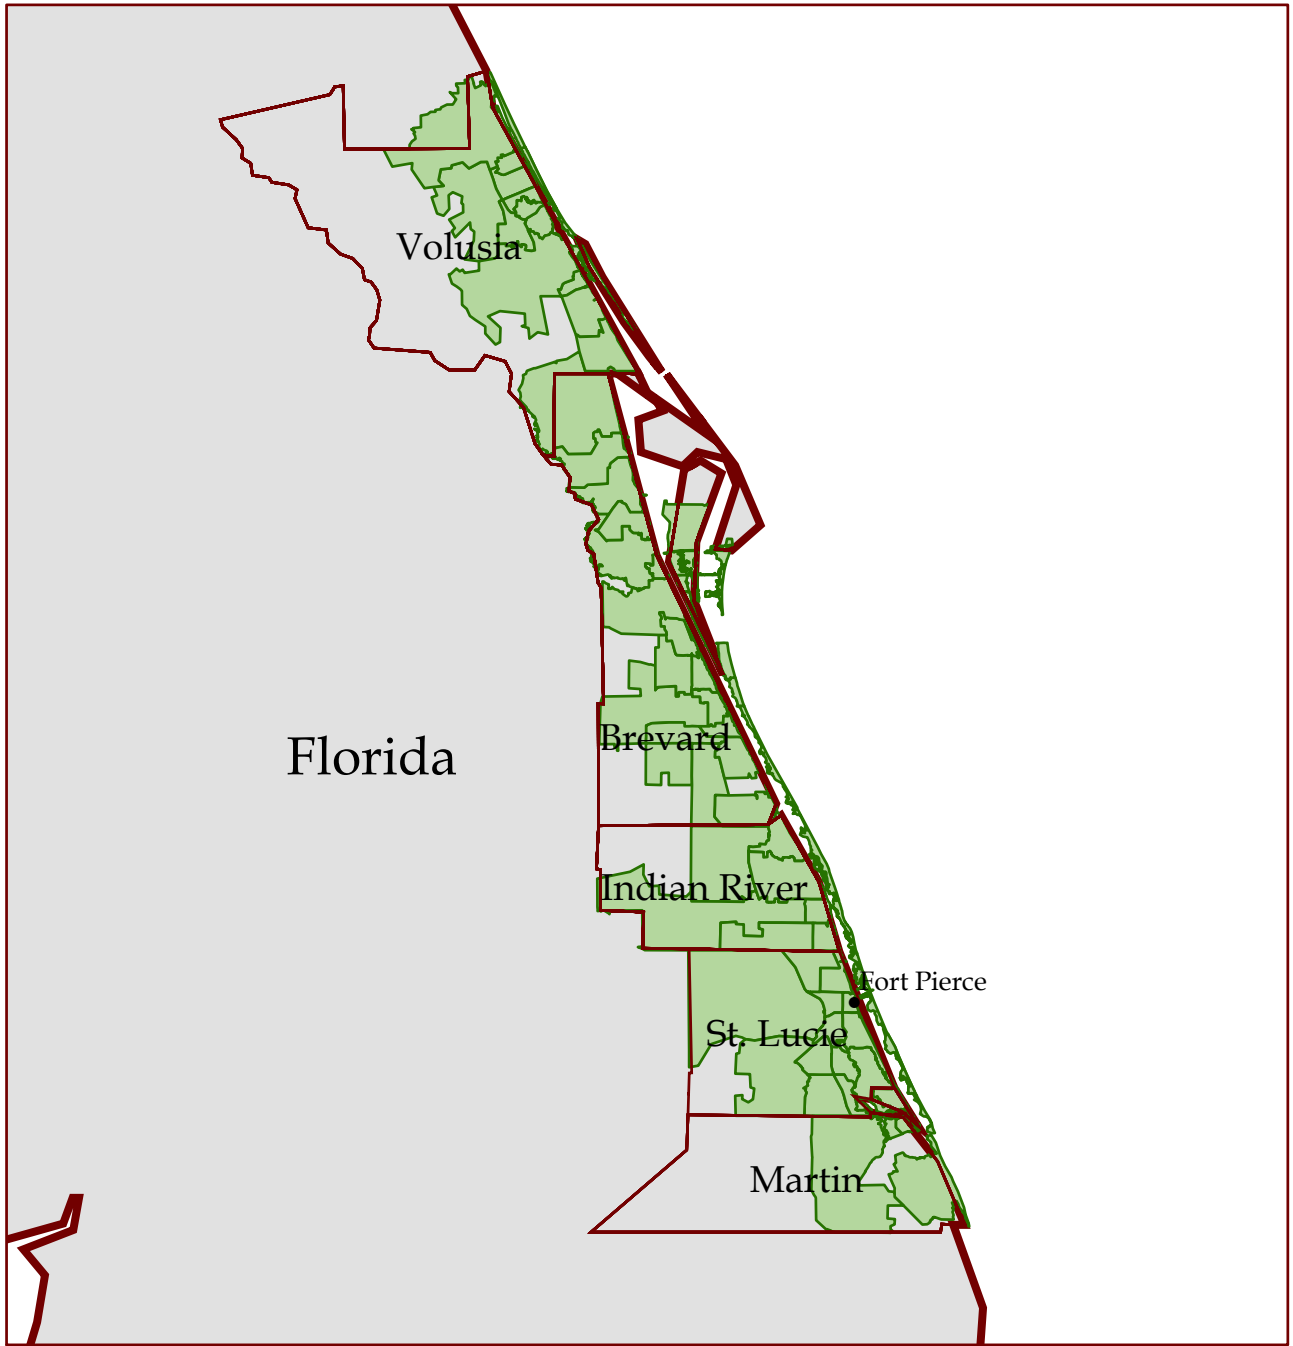 Volusia
Florida
Brevard
Indian River
Fort Pierce
St. Lucie
Martin